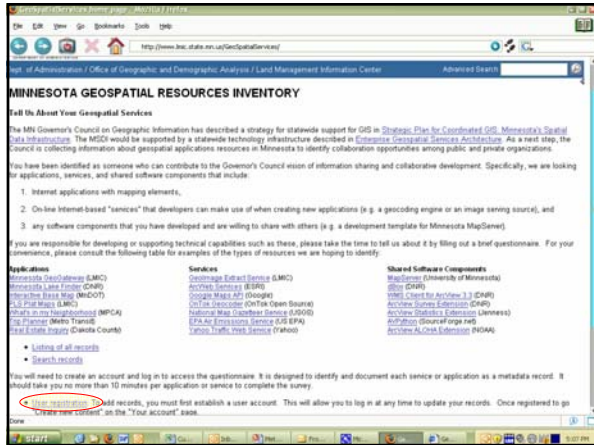 GeoSpatialServices home page - Mozilla Firefox
File Edit View Go Bookmarks Tools Help
http://www.lmic.state.mn.us/GeoSpatialServices/
Dept. of Administration / Office of Geographic and Demographic Analysis / Land Management Information Center
Advanced Search
MINNESOTA GEOSPATIAL RESOURCES INVENTORY
Tell Us About Your Geospatial Services
The MN Governor's Council on Geographic Information has described a strategy for statewide support for GIS in Strategic Plan for Coordinated GIS, Minnesota's Spatial
Data Infrastructure. The MSDI would be supported by a statewide technology infrastructure described in Enterprise Geospatial Services Architecture. As a next step, the
Council is collecting information about geospatial applications resources in Minnesota to identify collaboration opportunities among public and private organizations.
You have been identified as someone who can contribute to the Governor's Council vision of information sharing and collaborative development. Specifically, we are looking
for applications, services, and shared software components that include:
1. Internet applications with mapping elements,
2. On-line Internet-based "services" that developers can make use of when creating new applications (e.g. a geocoding engine or an image serving source), and
3. any software components that you have developed and are willing to share with others (e.g. a development template for Minnesota MapServer).
If you are responsible for developing or supporting technical capabilities such as these, please take the time to tell us about it by filling out a brief questionnaire. For your
convenience, please consult the following table for examples of the types of resources we are hoping to identify:
Applications Services Shared Software Components
Minnesota GeoGateway (LMIC) GeoImage Extract Service (LMIC) MapServer (University of Minnesota)
Minnesota Lake Finder (DNR) ArcWeb Services (ESRI) dBox (DNR)
Interactive Base Map (MnDOT) Google Maps API (Google) WMS Client for ArcView 3.3 (DNR)
PLS Plat Maps (LMIC) OnTok Geocoder (OnTok Open Source) ArcView Survey Extension (DNR)
What's in my Neighborhood (MPCA) National Map Gazetteer Service (USGS) ArcView Statistics Extension (Jenness)
Trip Planner (Metro Transit) EPA Air Emissions Service (US EPA) AVPython (SourceForge.net)
Real Estate Inquiry (Dakota County) Yahoo Traffic Web Service (Yahoo) ArcView ALOHA Extension (NOAA)
Listing of all records
Search records
You will need to create an account and log in to access the questionnaire. It is designed to identify and document each service or application as a metadata record. It
should take you no more than 10 minutes per application or service to complete the survey.
User registration. To add records, you must first establish a user account. This will allow you to log in at any time to update your records. Once registered to go
"Create new content" on the "Your account" page.
Done
start
5:07 PM